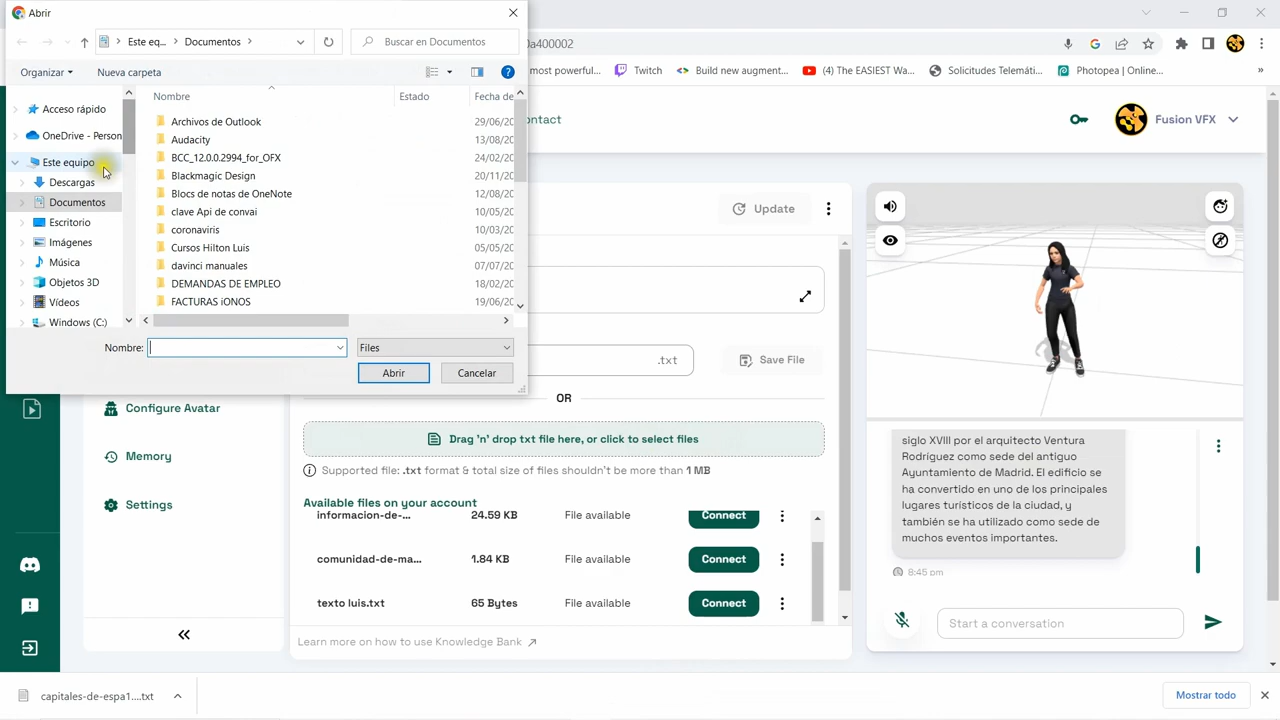 Abrir
Este eq... Documentos
Buscar en Documentos
Organizar
Nueva carpeta
Nombre
Estado
Fecha de
Acceso rápido
OneDrive - Person
Este equipo
Descargas
Documentos
Escritorio
Imágenes
Música
Objetos 3D
Vídeos
Windows (C:)
Archivos de Outlook
29/06/20
Audacity
13/08/20
BCC_12.0.0.2994_for_OFX
24/02/20
Blackmagic Design
20/11/20
Blocs de notas de OneNote
12/08/20
clave Api de convai
10/05/20
coronaviris
10/03/20
Cursos Hilton Luis
05/05/20
davinci manuales
07/07/20
DEMANDAS DE EMPLEO
18/02/20
FACTURAS iONOS
19/06/20
Nombre:
Files
Abrir
Cancelar
0a400002
most powerful...
Twitch
Build new augment...
(4) The EASIEST Wa...
Solicitudes Telemáti...
Photopea | Online...
»
ontact
Fusion VFX
Update
.txt
Save File
OR
Drag 'n' drop txt file here, or click to select files
Supported file: .txt format & total size of files shouldn't be more than 1 MB
Available files on your account
informacion-de-...
24.59 KB
File available
Connect
comunidad-de-ma...
1.84 KB
File available
Connect
texto luis.txt
65 Bytes
File available
Connect
Learn more on how to use Knowledge Bank
Configure Avatar
Memory
Settings
siglo XVIII por el arquitecto Ventura
Rodríguez como sede del antiguo
Ayuntamiento de Madrid. El edificio se
ha convertido en uno de los principales
lugares turísticos de la ciudad, y
también se ha utilizado como sede de
muchos eventos importantes.
8:45 pm
Start a conversation
capitales-de-espa1....txt
Mostrar todo